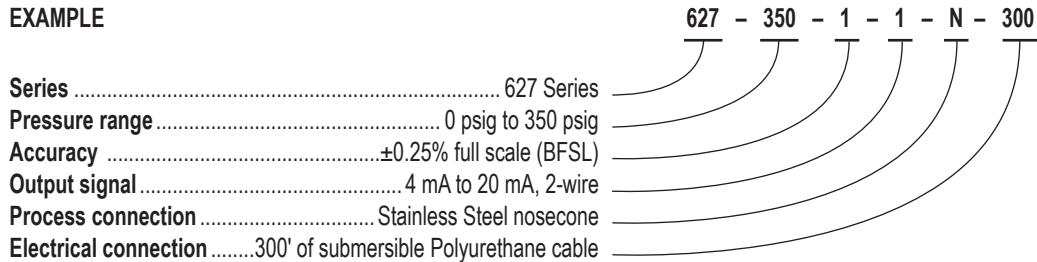 EXAMPLE 627 – 350 – 1 – 1 – N – 300
Series ............................................................................. 627 Series
Pressure range .................................................... 0 psig to 350 psig
Accuracy ..................................................±0.25% full scale (BFSL)
Output signal ................................................ 4 mA to 20 mA, 2-wire
Process connection ................................ Stainless Steel nosecone
Electrical connection ........300' of submersible Polyurethane cable